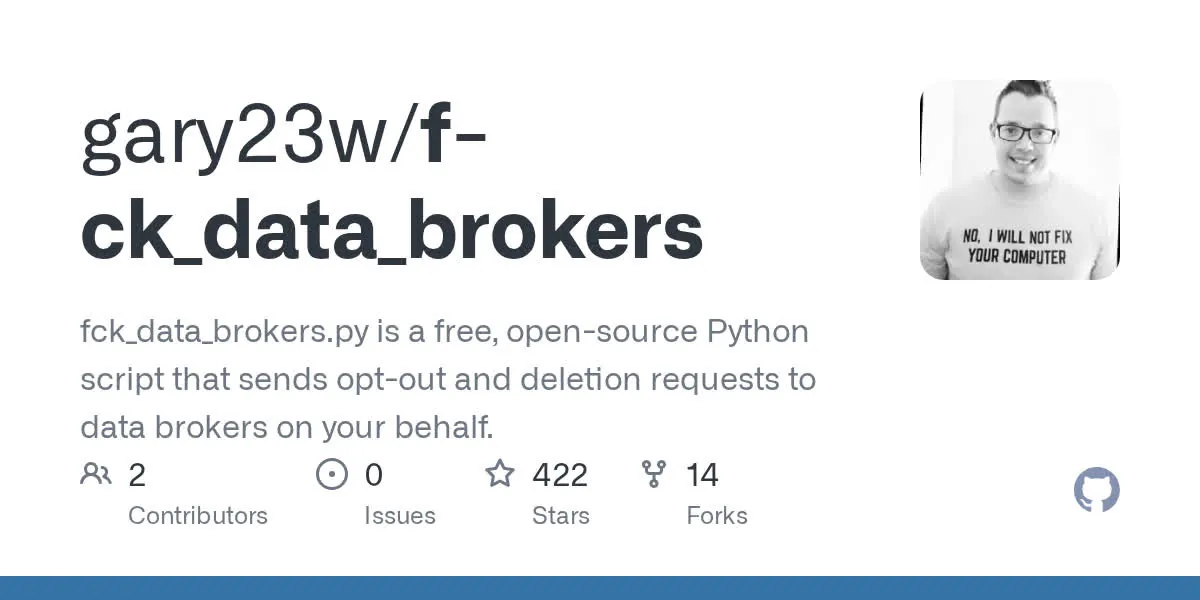 gary23w/f-
ck_data_brokers
NO, I WILL NOT FIX
YOUR COMPUTER
fck_data_brokers.py is a free, open-source Python
script that sends opt-out and deletion requests to
data brokers on your behalf.
2 0 422 14
Contributors Issues Stars Forks